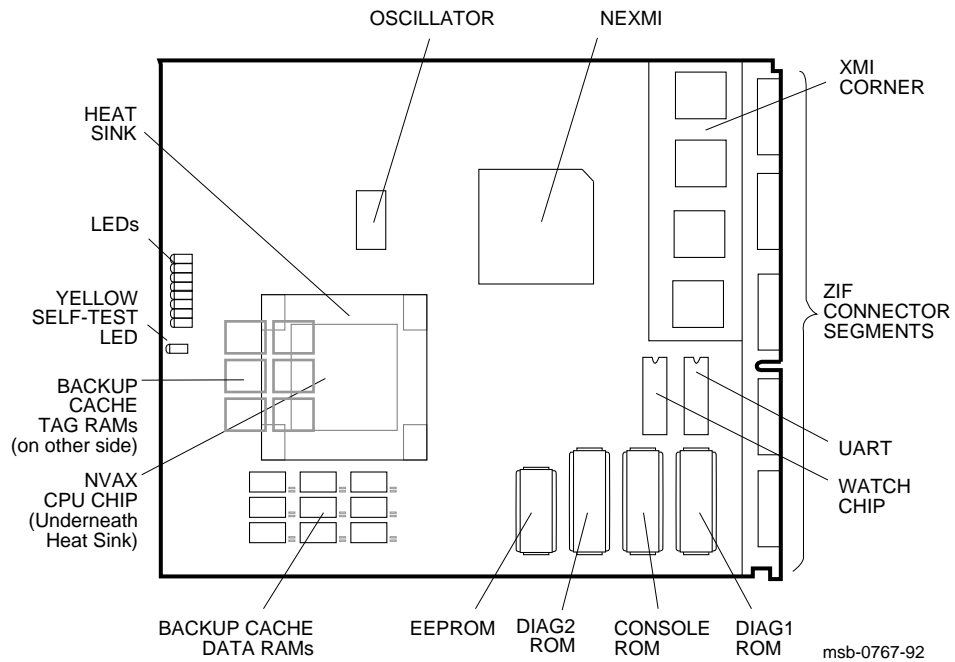 OSCILLATOR
NEXMI
XMI
CORNER
HEAT
SINK
LEDs
YELLOW
SELF-TEST
LED
ZIF
CONNECTOR
SEGMENTS
BACKUP
CACHE
TAG RAMs
(on other side)
NVAX
CPU CHIP
(Underneath
Heat Sink)
UART
WATCH
CHIP
BACKUP CACHE
DATA RAMs
EEPROM
DIAG2
ROM
CONSOLE
ROM
DIAG1
ROM
msb-0767-92